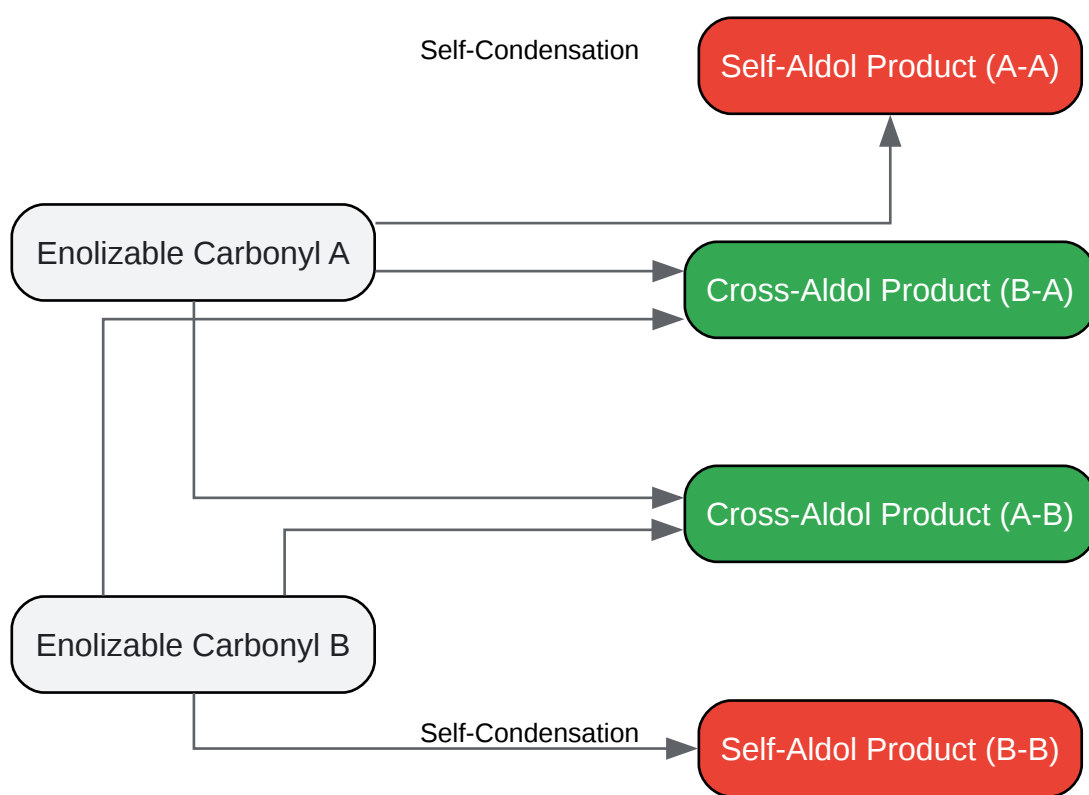 Self-Condensation
Self-Aldol Product (A-A)
Enolizable Carbonyl A
Cross-Aldol Product (B-A)
Cross-Aldol Product (A-B)
Enolizable Carbonyl B
Self-Condensation
Self-Aldol Product (B-B)